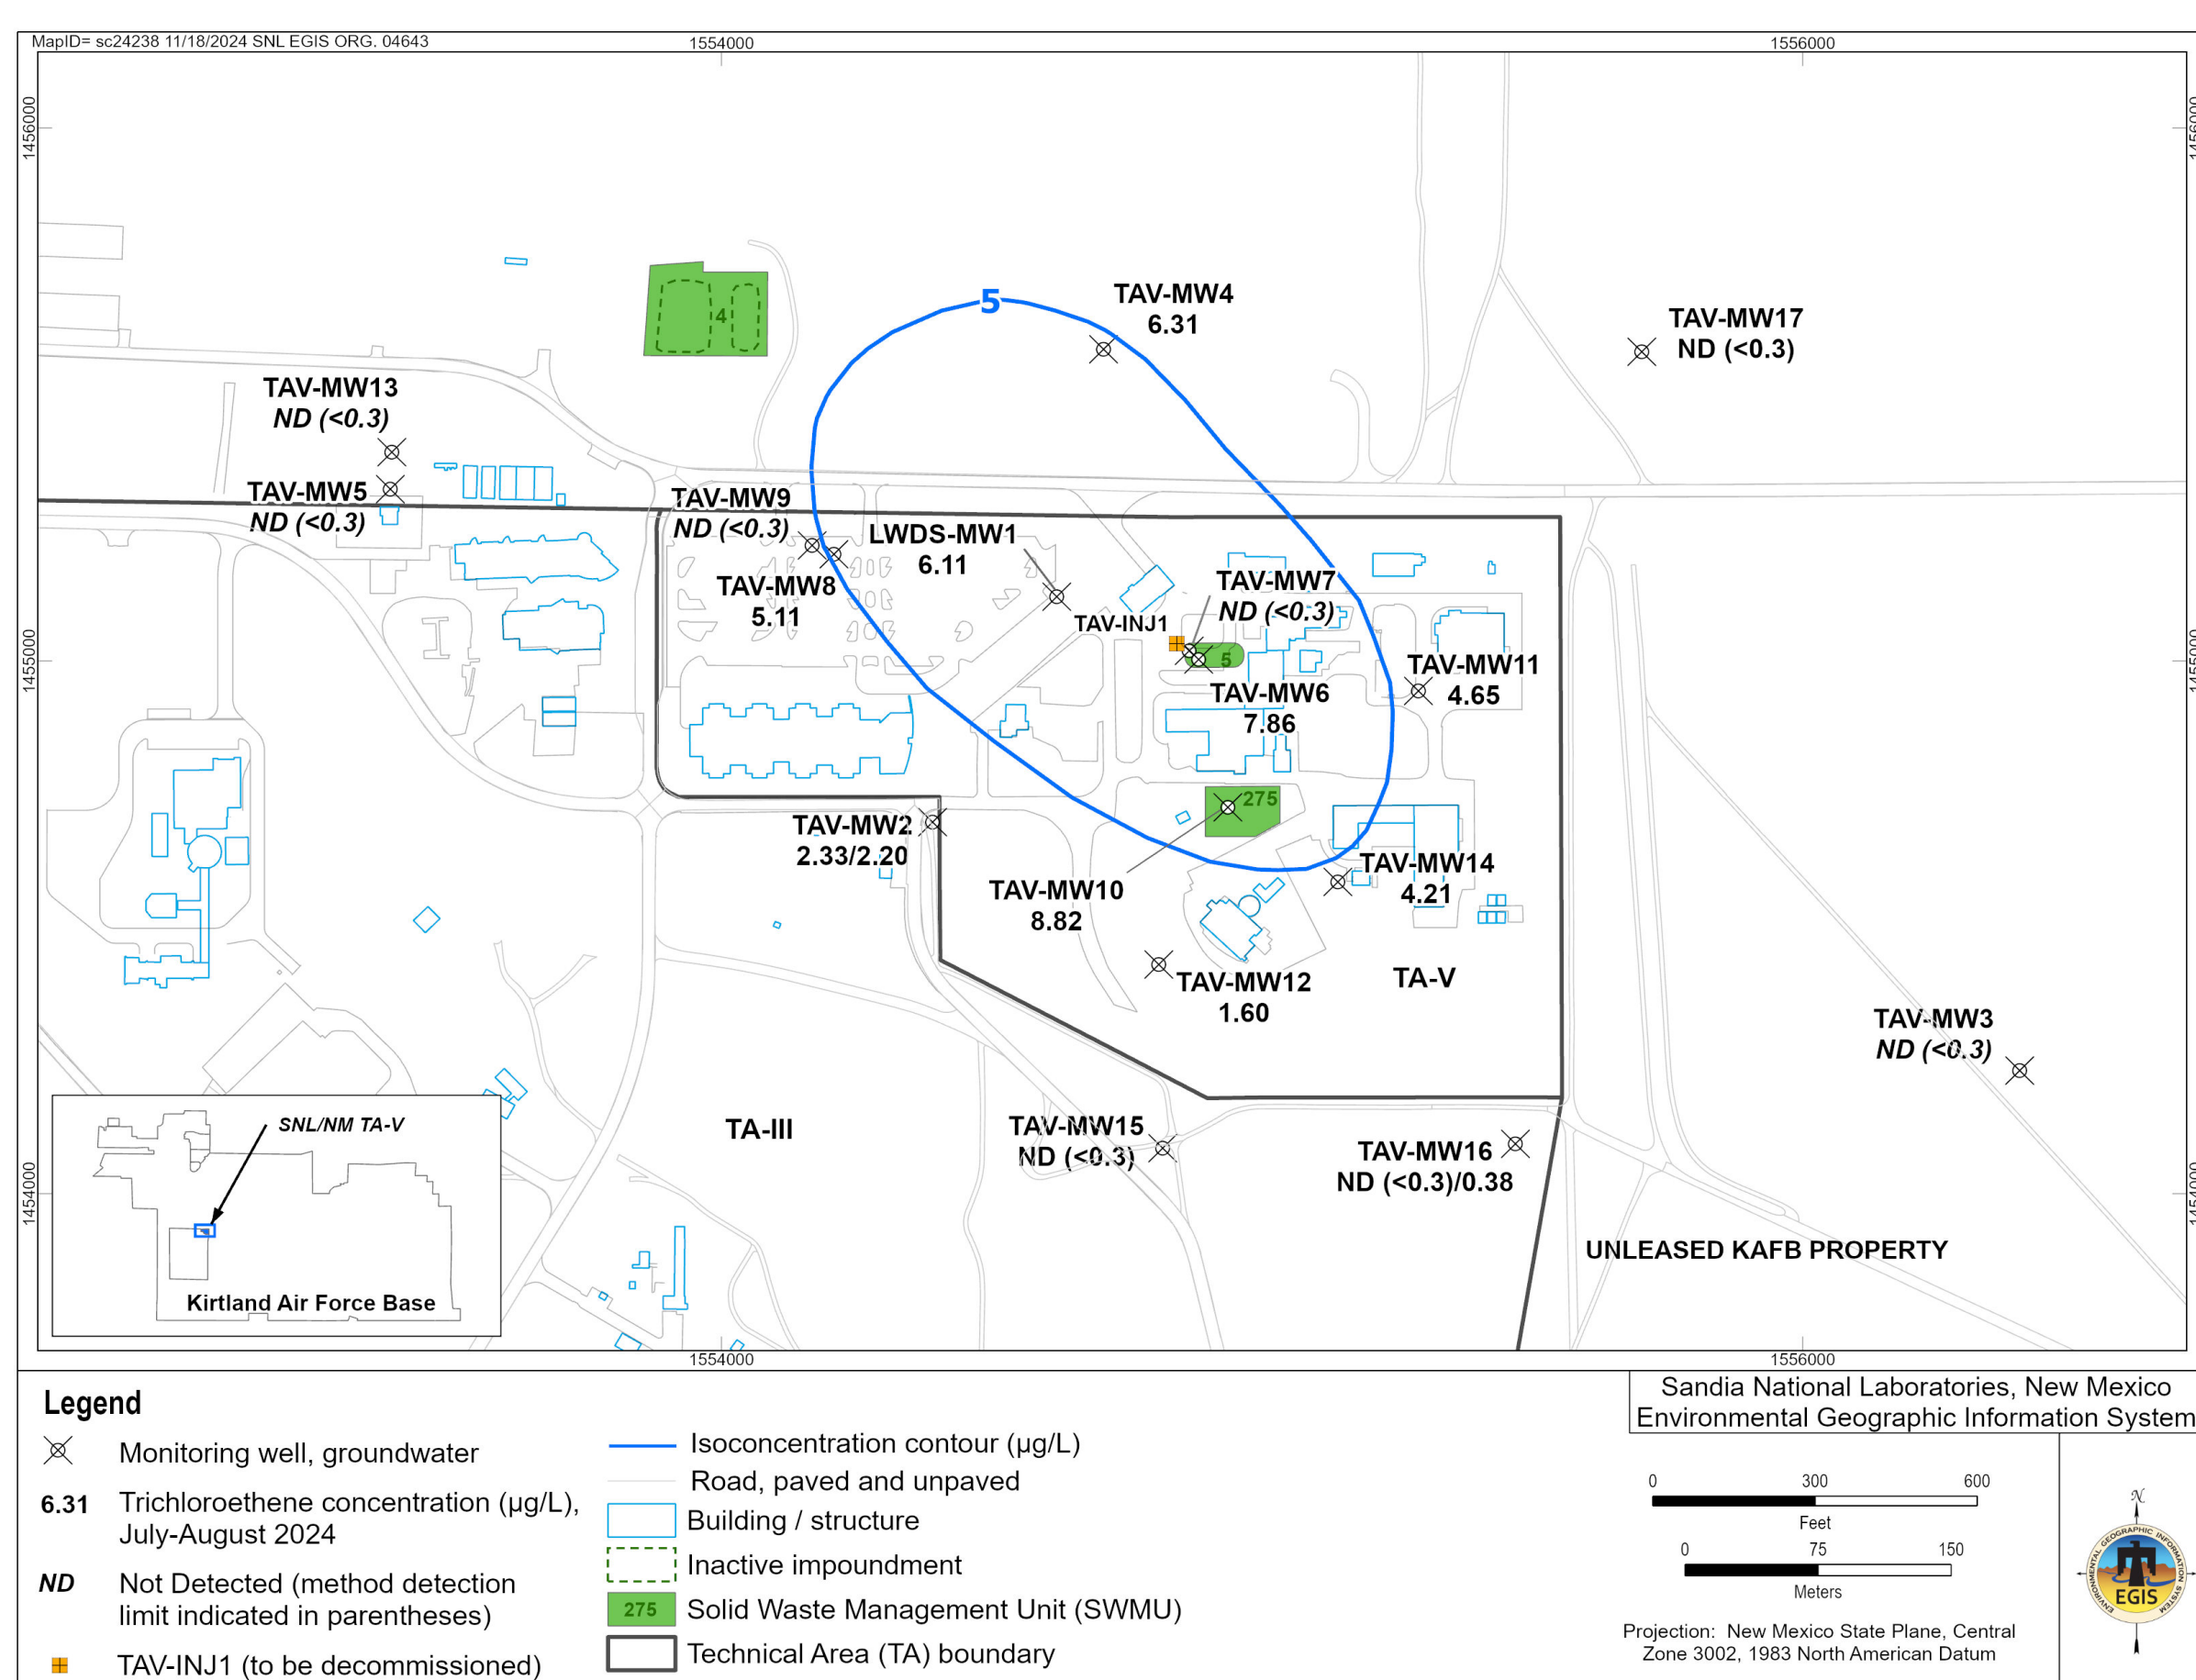 MapID= sc24238 11/18/2024 SNL EGIS ORG. 04643
1554000
1556000
1456000
1456000
5
TAV-MW4
6.31
TAV-MW17
ND (<0.3)
4
TAV-MW13
ND (<0.3)
TAV-MW5
ND (<0.3)
TAV-MW9
ND (<0.3)
LWDS-MW1
6.11
TAV-MW8
5.11
TAV-MW7
ND (<0.3)
TAV-INJ1
5
1455000
1455000
TAV-MW11
4.65
TAV-MW6
7.86
275
TAV-MW2
2.33/2.20
TAV-MW10
8.82
TAV-MW14
4.21
TAV-MW12
1.60
TA-V
TAV-MW3
ND (<0.3)
TA-III
TAV-MW15
ND (<0.3)
TAV-MW16
ND (<0.3)/0.38
SNL/NM TA-V
Kirtland Air Force Base
1454000
1454000
UNLEASED KAFB PROPERTY
1554000
1556000
Legend
Monitoring well, groundwater
6.31 Trichloroethene concentration (µg/L),
July-August 2024
ND Not Detected (method detection
limit indicated in parentheses)
TAV-INJ1 (to be decommissioned)
Isoconcentration contour (µg/L)
Road, paved and unpaved
Building / structure
Inactive impoundment
275 Solid Waste Management Unit (SWMU)
Technical Area (TA) boundary
Sandia National Laboratories, New Mexico
Environmental Geographic Information System
0 300 600
Feet
0 75 150
Meters
Projection: New Mexico State Plane, Central
Zone 3002, 1983 North American Datum
N
ENVIRONMENTAL GEOGRAPHIC INFORMATION SYSTEM
EGIS